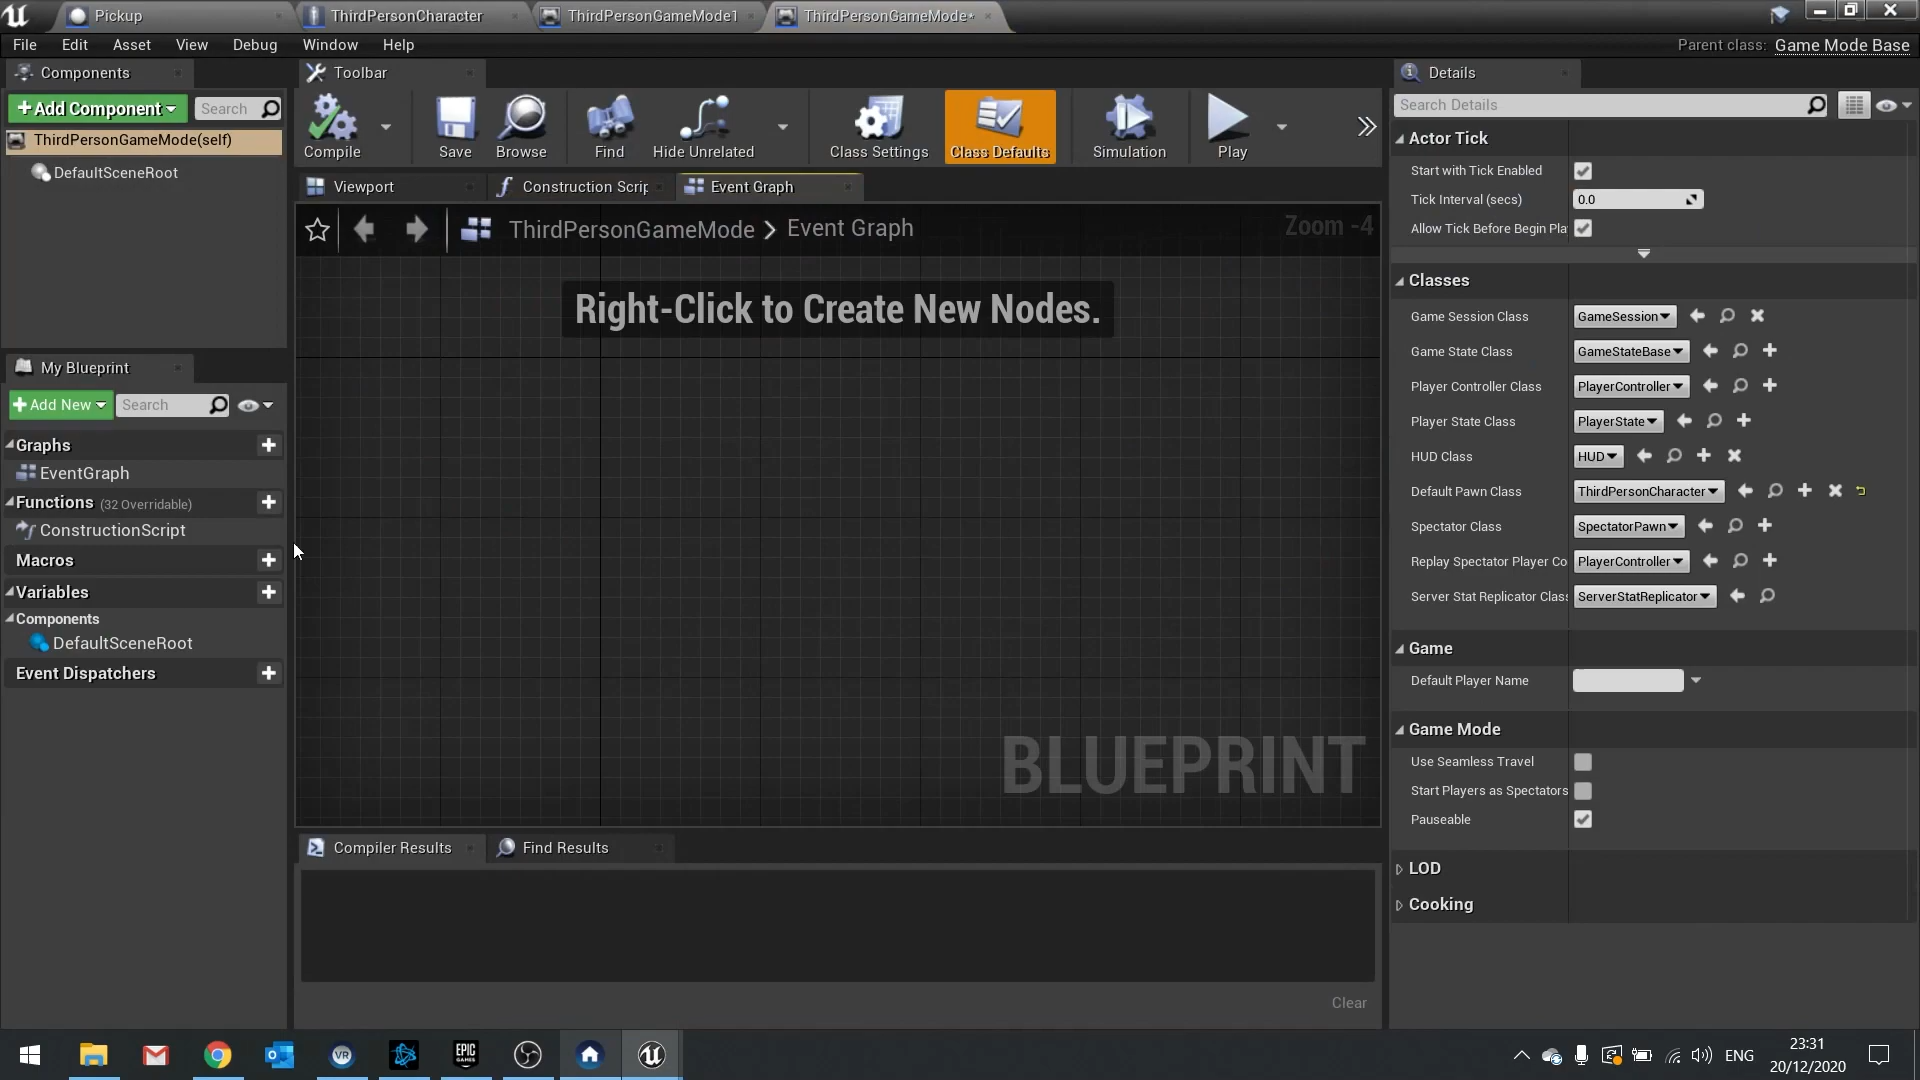 Pickup
ThirdPersonCharacter
ThirdPersonGameMode1
ThirdPersonGameMode*
File Edit Asset View Debug Window Help
Parent class: Game Mode Base
Components
Toolbar
Details
+Add Component
Search
Compile
Save
Browse
Find
Hide Unrelated
Class Settings
Class Defaults
Simulation
Play
Search Details
ThirdPersonGameMode(self)
DefaultSceneRoot
Viewport
Construction Scrip
Event Graph
ThirdPersonGameMode > Event Graph
Zoom -4
Right-Click to Create New Nodes.
BLUEPRINT
My Blueprint
+Add New
Search
Graphs
EventGraph
Functions (32 Overridable)
ConstructionScript
Macros
Variables
Components
DefaultSceneRoot
Event Dispatchers
Compiler Results
Find Results
Clear
Actor Tick
Start with Tick Enabled
Tick Interval (secs) 0.0
Allow Tick Before Begin Pla
Classes
Game Session Class GameSession
Game State Class GameStateBase
Player Controller Class PlayerController
Player State Class PlayerState
HUD Class HUD
Default Pawn Class ThirdPersonCharacter
Spectator Class SpectatorPawn
Replay Spectator Player Co PlayerController
Server Stat Replicator Class ServerStatReplicator
Game
Default Player Name
Game Mode
Use Seamless Travel
Start Players as Spectators
Pauseable
LOD
Cooking
VR
EPIC GAMES
ENG
23:31
20/12/2020